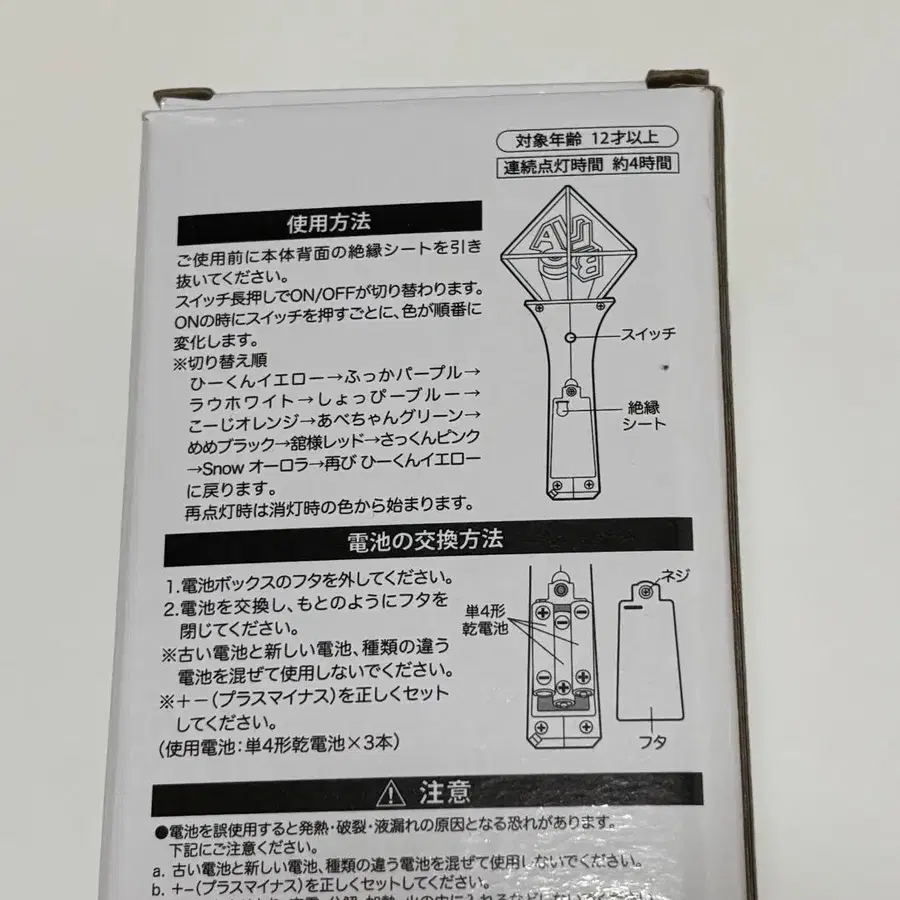 対象年齢 12才以上
連続点灯時間 約4時間
使用方法
ご使用前に本体背面の絶縁シートを引き
抜いてください。
スイッチ長押しでON/OFFが切り替わります。
ONの時にスイッチを押すごとに、色が順番に
変化します。
※切り替え順
ひーくんイエロー→ふっかパープル→
ラウホワイト→しょっぴーブルー→
こーじオレンジ→あべちゃんグリーン→
めめブラック→舘様レッド→さっくんピンク
→Snow オーロラ→再び ひーくんイエロー
に戻ります。
再点灯時は消灯時の色から始まります。
スイッチ
絶縁
シート
電池の交換方法
1.電池ボックスのフタを外してください。
2.電池を交換し、もとのようにフタを
閉じてください。
※古い電池と新しい電池、種類の違う
電池を混ぜて使用しないでください。
※+−(プラスマイナス)を正しくセット
してください。
(使用電池:単4形乾電池×3本)
単4形
乾電池
ネジ
フタ
注意
●電池を誤使用すると発熱・破裂・液漏れの原因となる恐れがあります。
下記にご注意ください。
a. 古い電池と新しい電池、種類の違う電池を混ぜて使用しないでください。
b. +−(プラスマイナス)を正しくセットしてください。